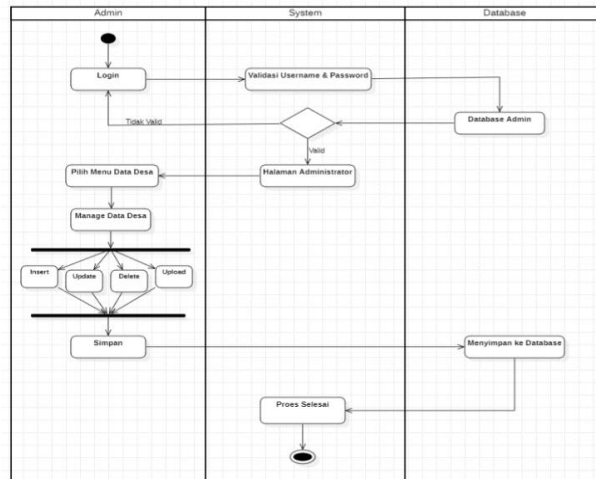 Admin
System
Database
Login
Validasi Username & Password
Database Admin
Tidak Valid
Valid
Pilih Menu Data Desa
Halaman Administrator
Manage Data Desa
Insert
Update
Delete
Upload
Simpan
Menyimpan ke Database
Proes Selesai